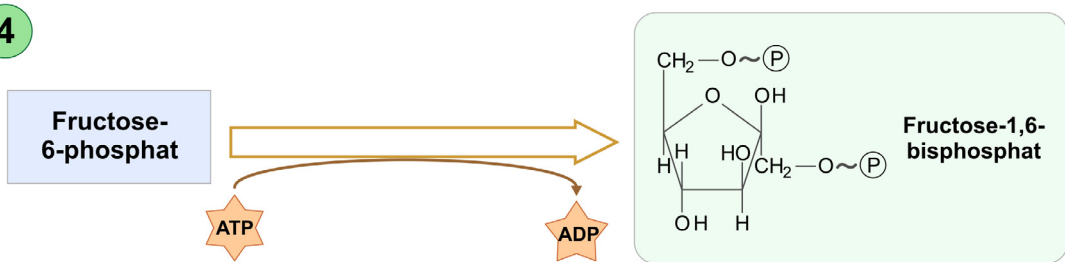 4
Fructose-
6-phosphat
ATP
ADP
CH₂—O~Ⓟ
O
OH
H
H
HO
CH₂—O~Ⓟ
OH
H
Fructose-1,6-
bisphosphat